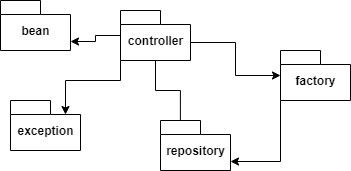 bean
controller
factory
exception
repository